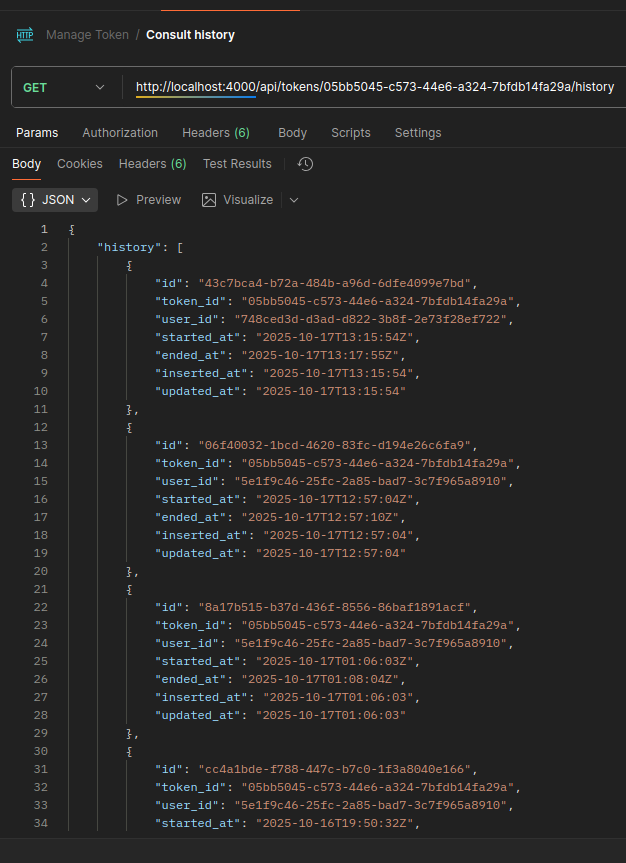 HTTP Manage Token / Consult history
GET http://localhost:4000/api/tokens/05bb5045-c573-44e6-a324-7bfdb14fa29a/history
Params Authorization Headers (6) Body Scripts Settings
Body Cookies Headers (6) Test Results
{} JSON Preview Visualize
1 {
2 "history": [
3 {
4 "id": "43c7bca4-b72a-484b-a96d-6dfe4099e7bd",
5 "token_id": "05bb5045-c573-44e6-a324-7bfdb14fa29a",
6 "user_id": "748ced3d-d3ad-d822-3b8f-2e73f28ef722",
7 "started_at": "2025-10-17T13:15:54Z",
8 "ended_at": "2025-10-17T13:17:55Z",
9 "inserted_at": "2025-10-17T13:15:54",
10 "updated_at": "2025-10-17T13:15:54"
11 },
12 {
13 "id": "06f40032-1bcd-4620-83fc-d194e26c6fa9",
14 "token_id": "05bb5045-c573-44e6-a324-7bfdb14fa29a",
15 "user_id": "5e1f9c46-25fc-2a85-bad7-3c7f965a8910",
16 "started_at": "2025-10-17T12:57:04Z",
17 "ended_at": "2025-10-17T12:57:10Z",
18 "inserted_at": "2025-10-17T12:57:04",
19 "updated_at": "2025-10-17T12:57:04"
20 },
21 {
22 "id": "8a17b515-b37d-436f-8556-86baf1891acf",
23 "token_id": "05bb5045-c573-44e6-a324-7bfdb14fa29a",
24 "user_id": "5e1f9c46-25fc-2a85-bad7-3c7f965a8910",
25 "started_at": "2025-10-17T01:06:03Z",
26 "ended_at": "2025-10-17T01:08:04Z",
27 "inserted_at": "2025-10-17T01:06:03",
28 "updated_at": "2025-10-17T01:06:03"
29 },
30 {
31 "id": "cc4a1bde-f788-447c-b7c0-1f3a8040e166",
32 "token_id": "05bb5045-c573-44e6-a324-7bfdb14fa29a",
33 "user_id": "5e1f9c46-25fc-2a85-bad7-3c7f965a8910",
34 "started_at": "2025-10-16T19:50:32Z",